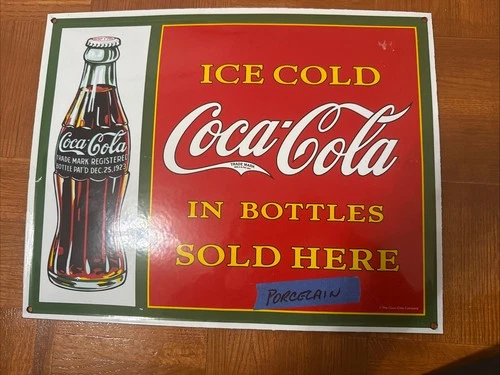 Coca-Cola
TRADE MARK REGISTERED
BOTTLE PAT'D DEC. 25, 1923
ICE COLD
Coca-Cola
TRADE MARK
IN BOTTLES
SOLD HERE
PORCELAIN